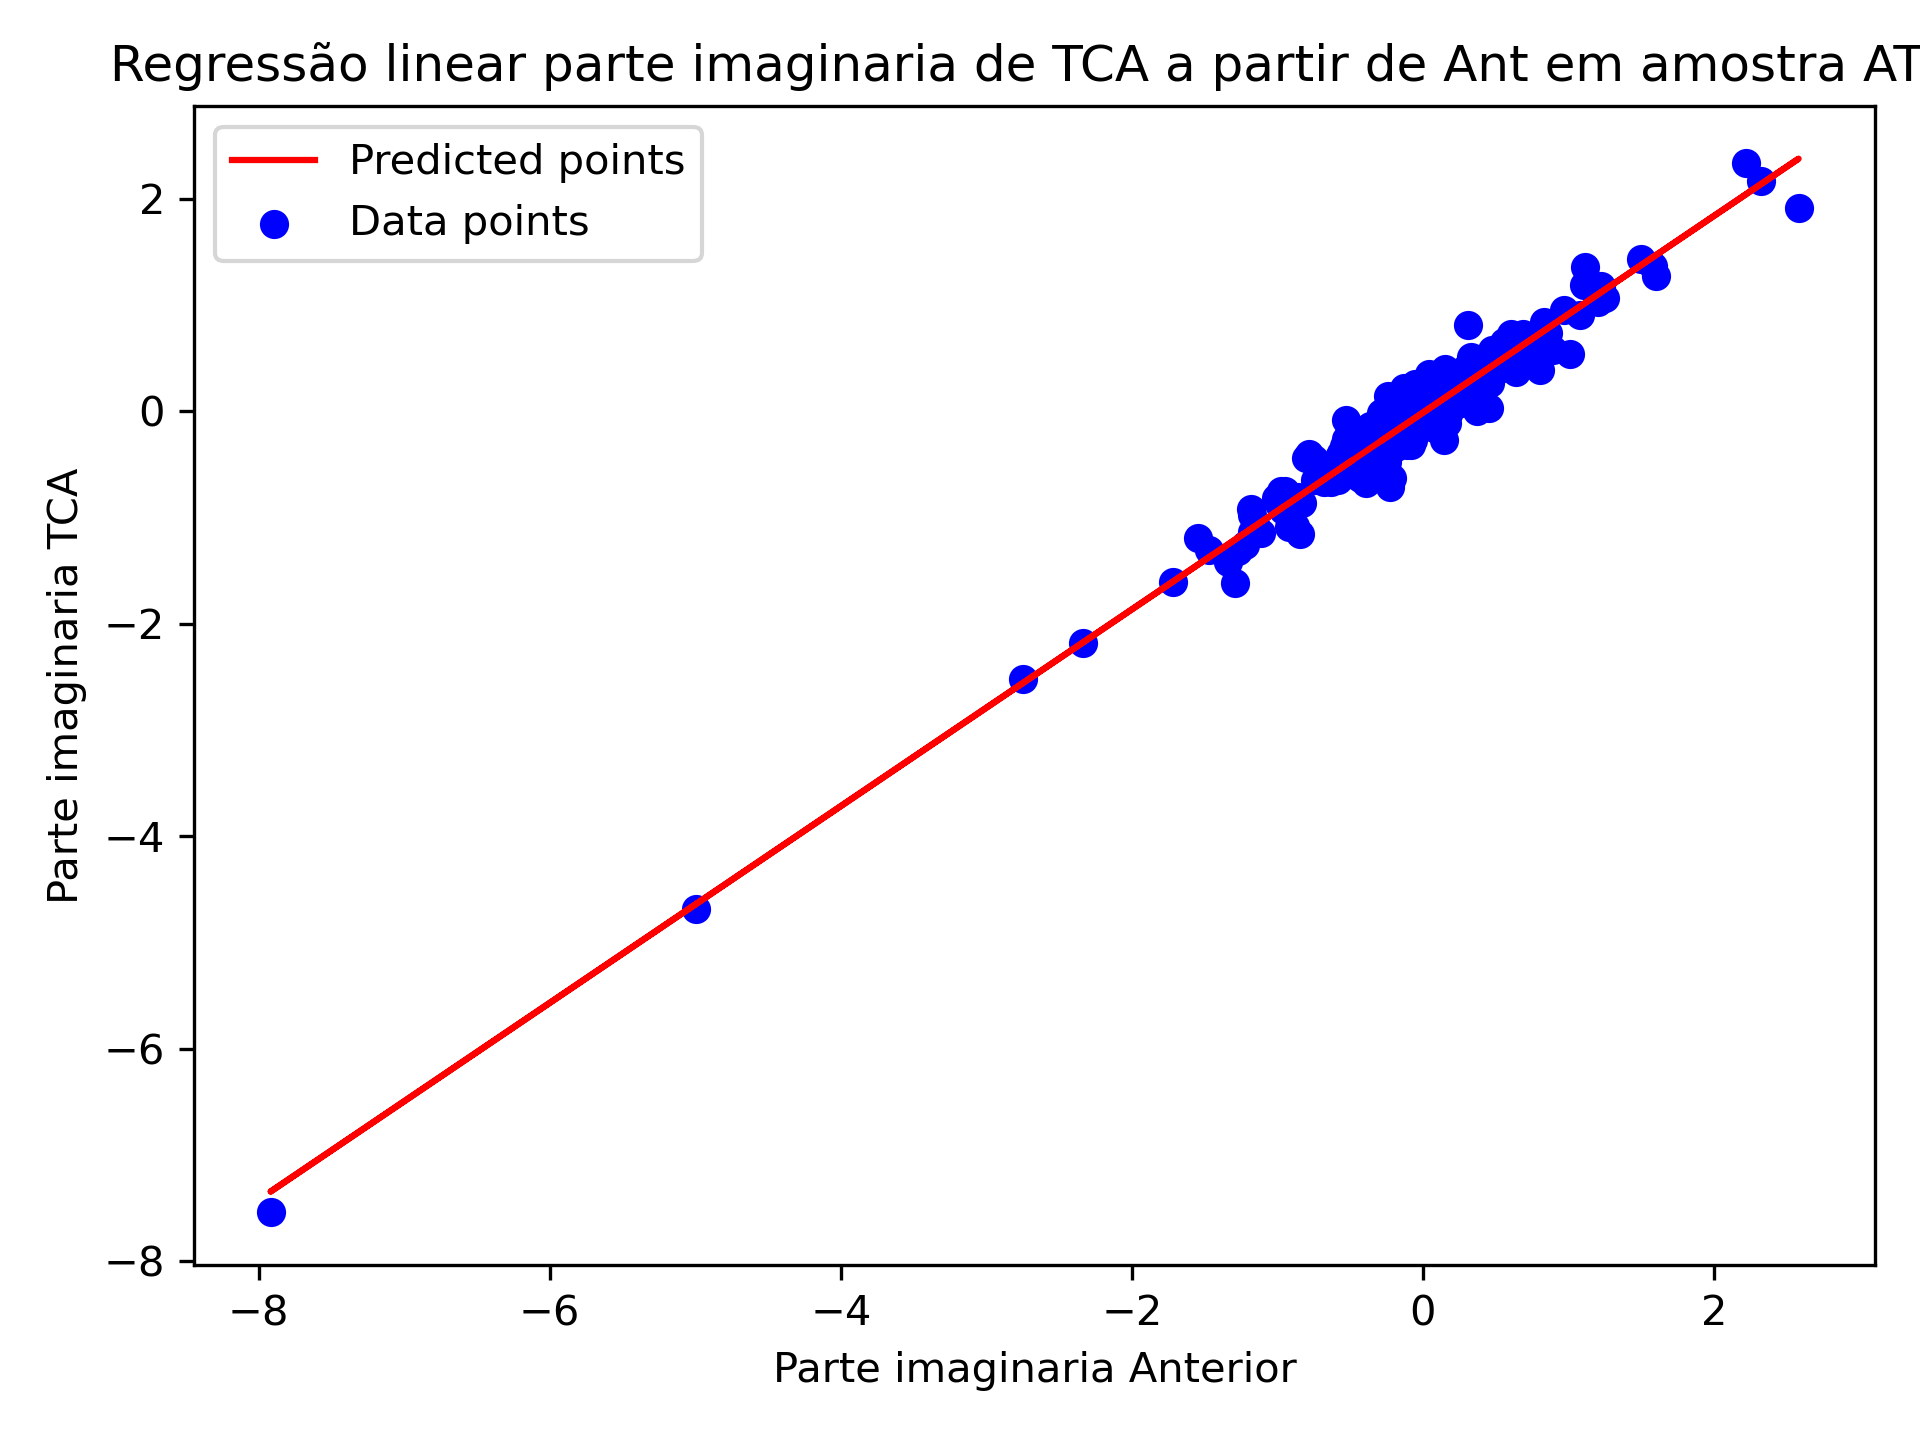 Regressão linear parte imaginaria de TCA a partir de Ant em amostra AT
Predicted points
Data points
Parte imaginaria TCA
2
0
−2
−4
−6
−8
−8 −6 −4 −2 0 2
Parte imaginaria Anterior